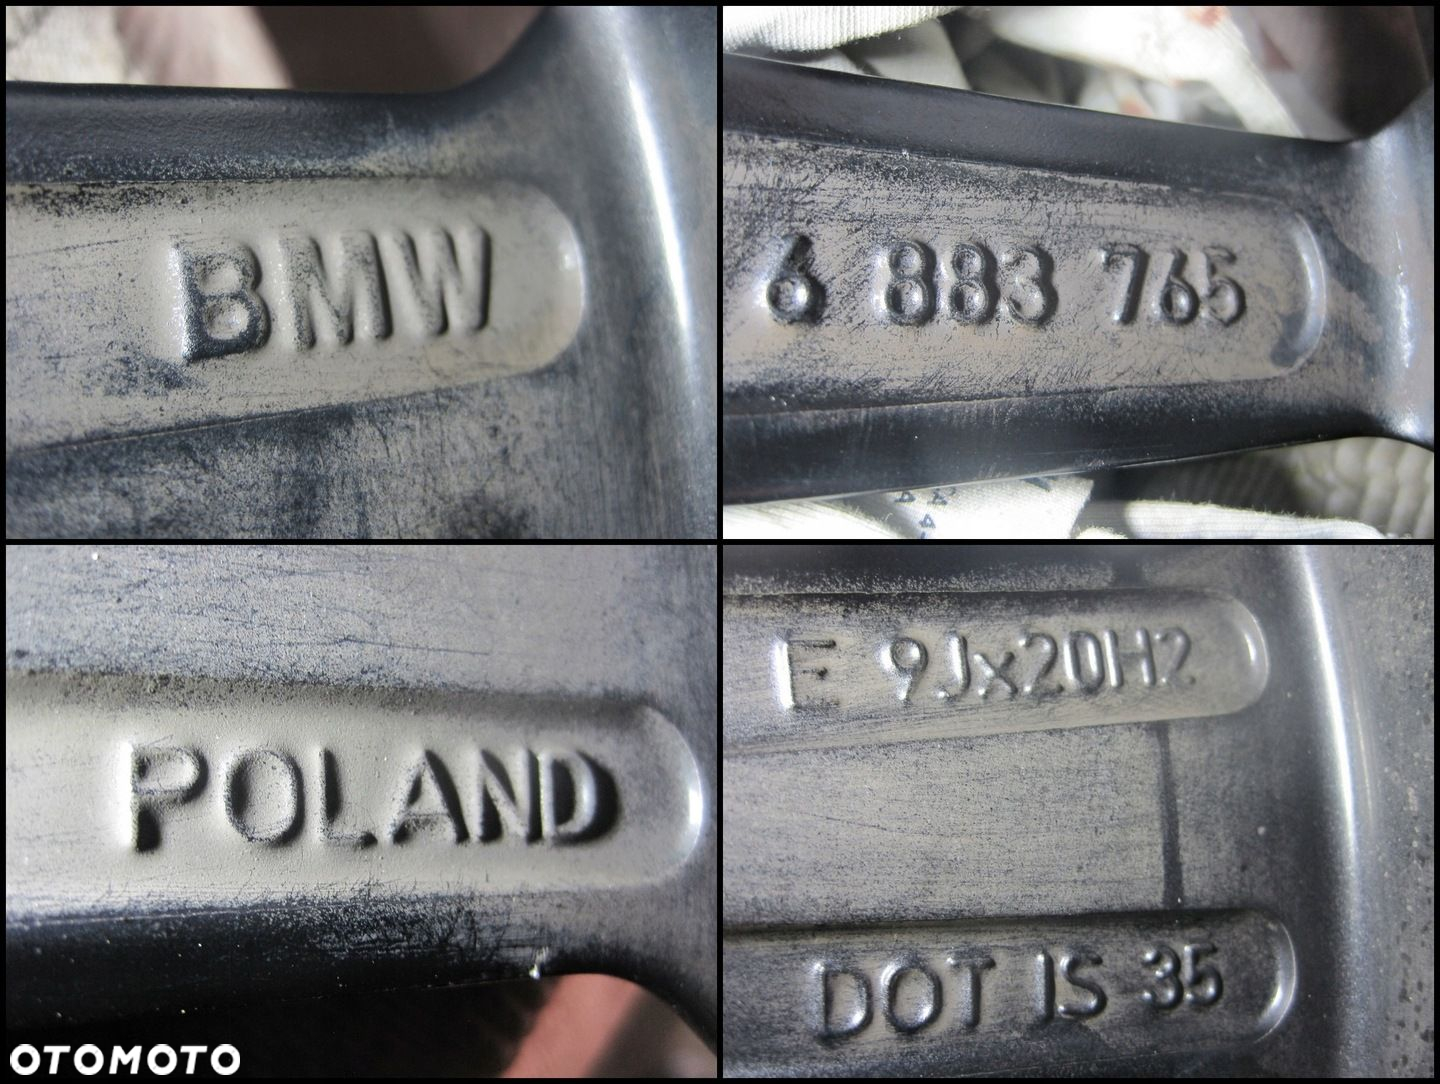 BMW
6 883 765
POLAND
E 9Jx20H2
DOT IS 35
OTOMOTO